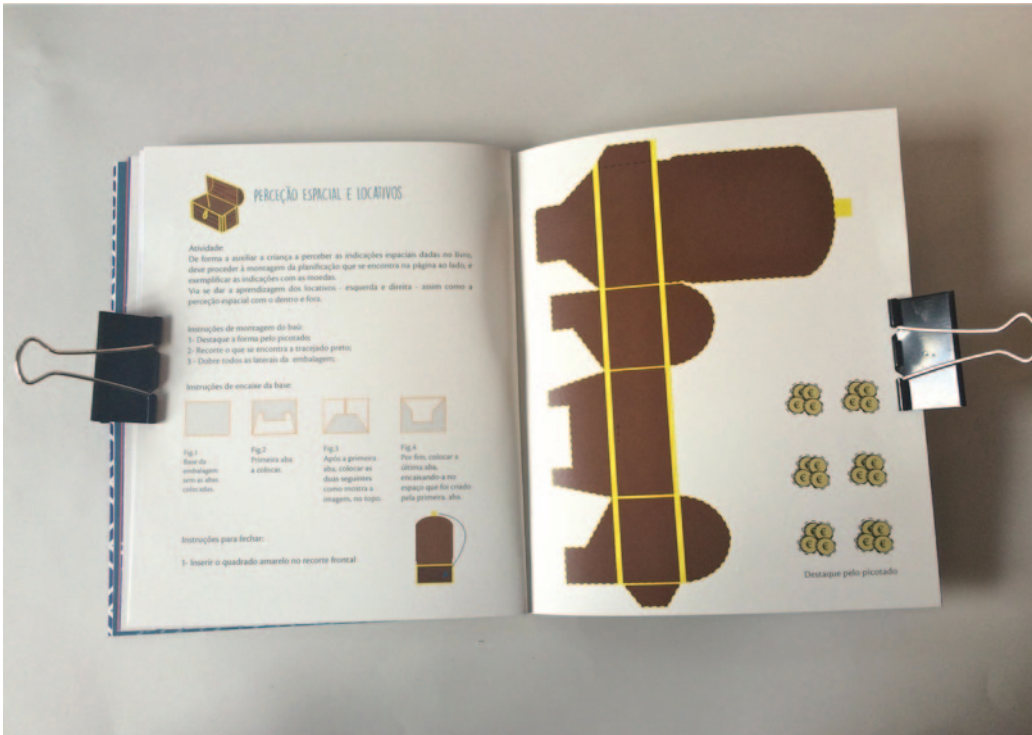 PERCEÇÃO ESPACIAL E LOCATIVOS
Atividade:
De forma a auxiliar a criança a perceber as indicações espaciais dadas no livro,
deve proceder à montagem da planificação que se encontra na página ao lado, e
exemplificar as indicações com as moedas.
Vai se dar a aprendizagem dos locativos - esquerda e direita - assim como a
perceção espacial com o dentro e fora.
Instruções de montagem do baú:
1- Destaque a forma pelo picotado;
2- Recorte o que se encontra a tracejado preto;
3 - Dobre todos as laterais da embalagem;
Instruções de encaixe da base
Fig.1
Base da
embalagem
sem as abas
colocadas.
Fig.2
Primeira aba
a colocar.
Fig.3
Após a primeira
aba, colocar as
duas seguintes
como mostra a
imagem, no topo.
Fig.4
Por fim, colocar a
última aba,
encaixando-a no
espaço que foi criado
pela primeira aba.
Instruções para fechar:
1- Inserir o quadrado amarelo no recorte frontal
Destaque pelo picotado